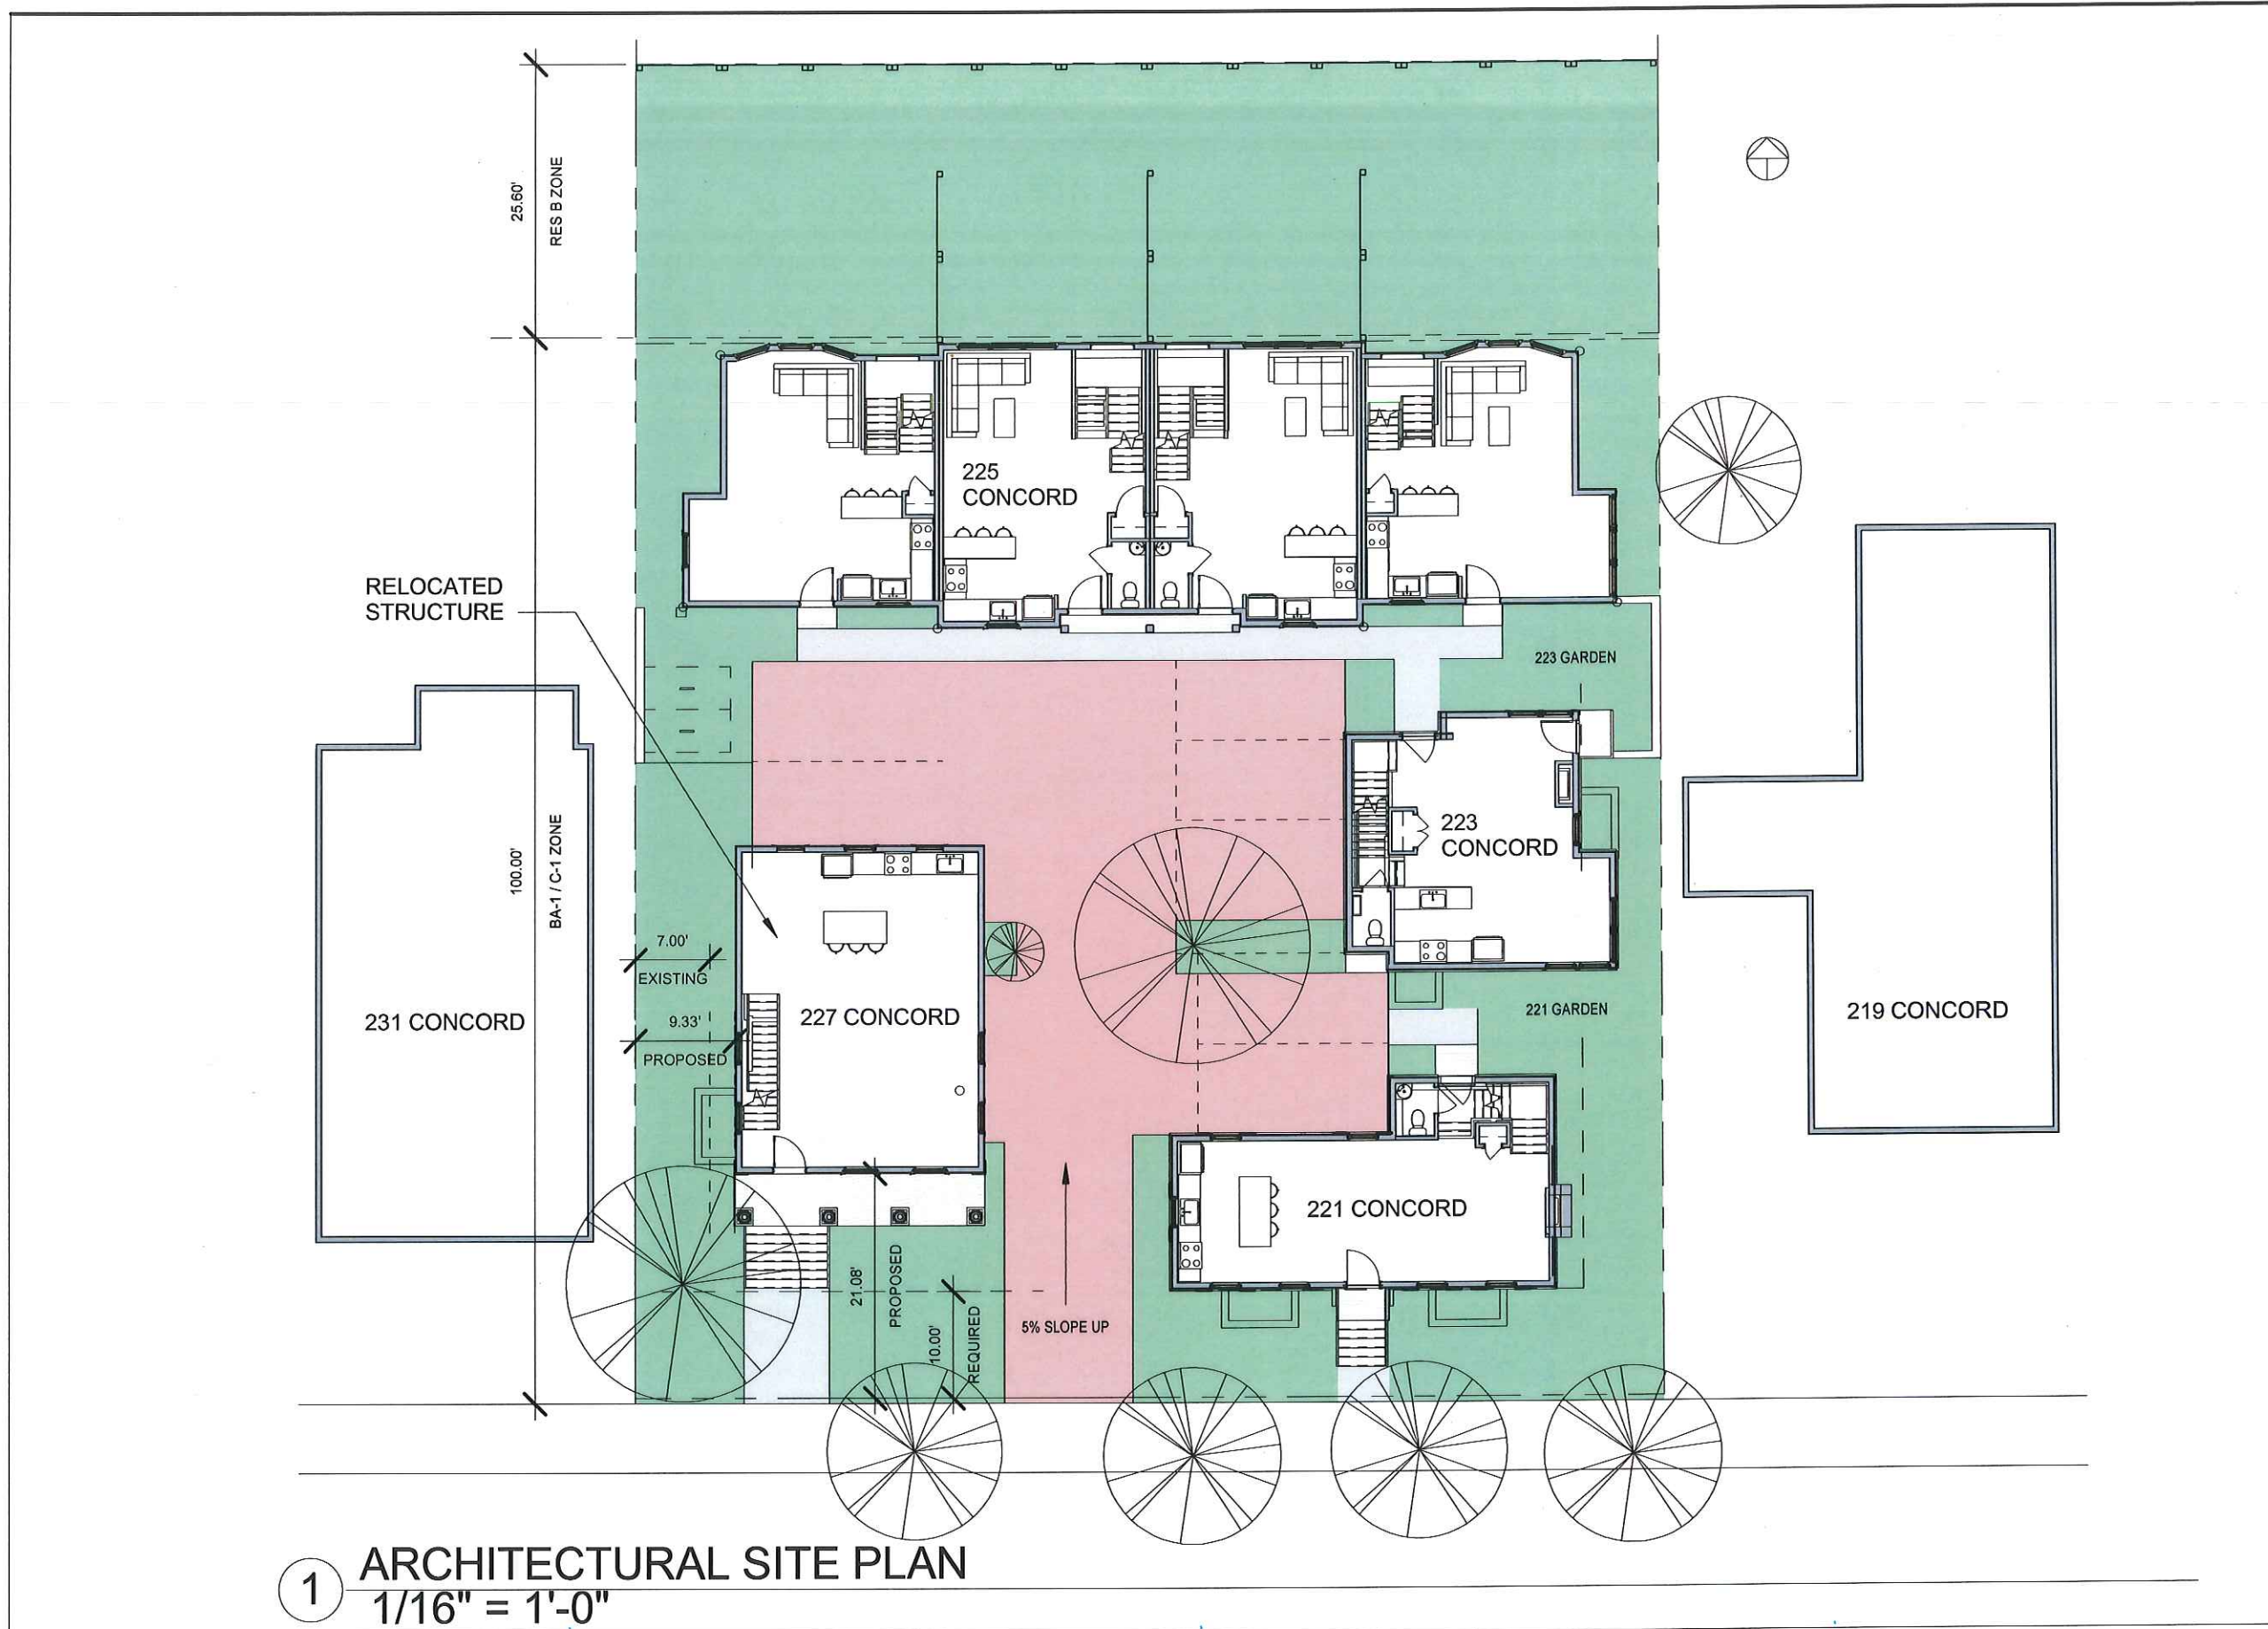 25.60'
RES B ZONE
225
CONCORD
RELOCATED
STRUCTURE
223 GARDEN
100.00'
BA-1 / C-1 ZONE
223
CONCORD
7.00'
EXISTING
9.33'
PROPOSED
231 CONCORD
227 CONCORD
221 GARDEN
219 CONCORD
221 CONCORD
21.08'
PROPOSED
10.00'
REQUIRED
5% SLOPE UP
1
ARCHITECTURAL SITE PLAN
1/16" = 1'-0"